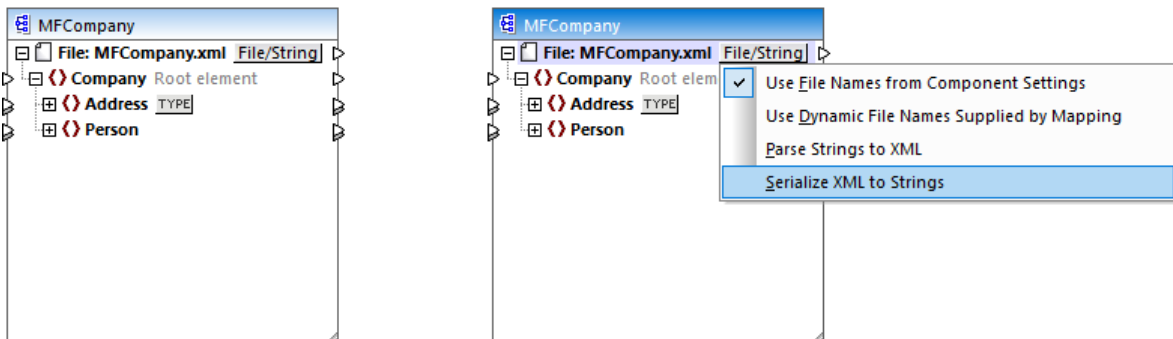 MFCompany
File: MFCompany.xml File/String
Company Root element
Address TYPE
Person
MFCompany
File: MFCompany.xml File/String
Company Root elem
Address TYPE
Person
Use File Names from Component Settings
Use Dynamic File Names Supplied by Mapping
Parse Strings to XML
Serialize XML to Strings